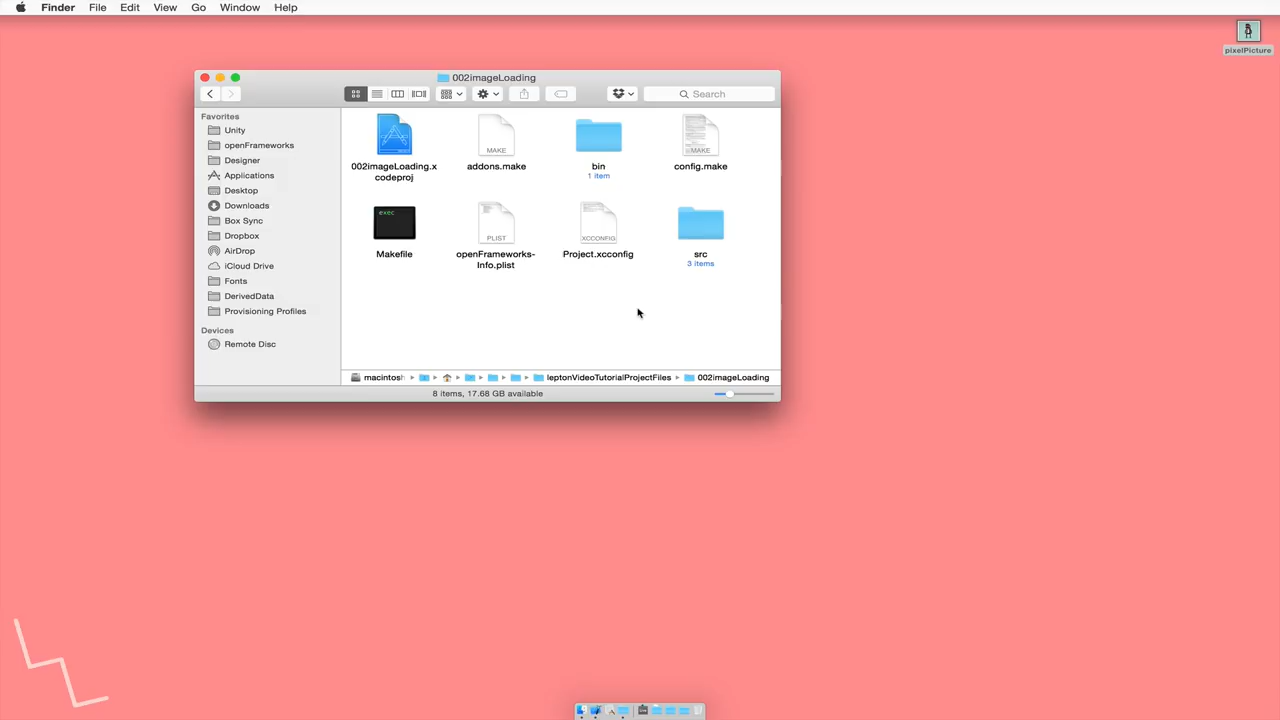 Finder File Edit View Go Window Help
pixelPicture
002imageLoading
Search
Favorites
Unity
openFrameworks
Designer
Applications
Desktop
Downloads
Box Sync
Dropbox
AirDrop
iCloud Drive
Fonts
DerivedData
Provisioning Profiles
Devices
Remote Disc
002imageLoading.x
codeproj
MAKE
addons.make
bin
1 item
MAKE
config.make
exec
Makefile
PLIST
openFrameworks-
Info.plist
XCCONFIG
Project.xcconfig
src
3 items
macintosh leptonVideoTutorialProjectFiles 002imageLoading
8 items, 17.68 GB available